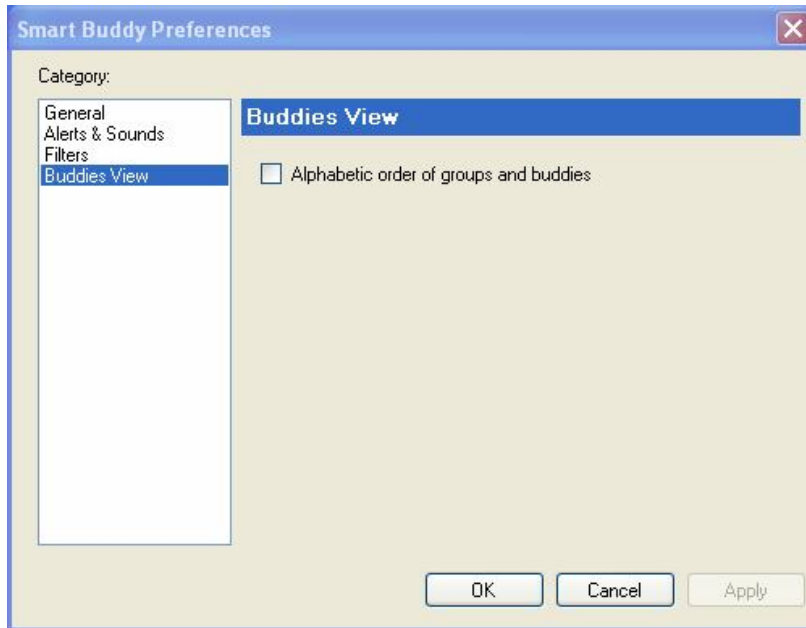 Smart Buddy Preferences
Category:
General
Alerts & Sounds
Filters
Buddies View
Buddies View
Alphabetic order of groups and buddies
OK
Cancel
Apply